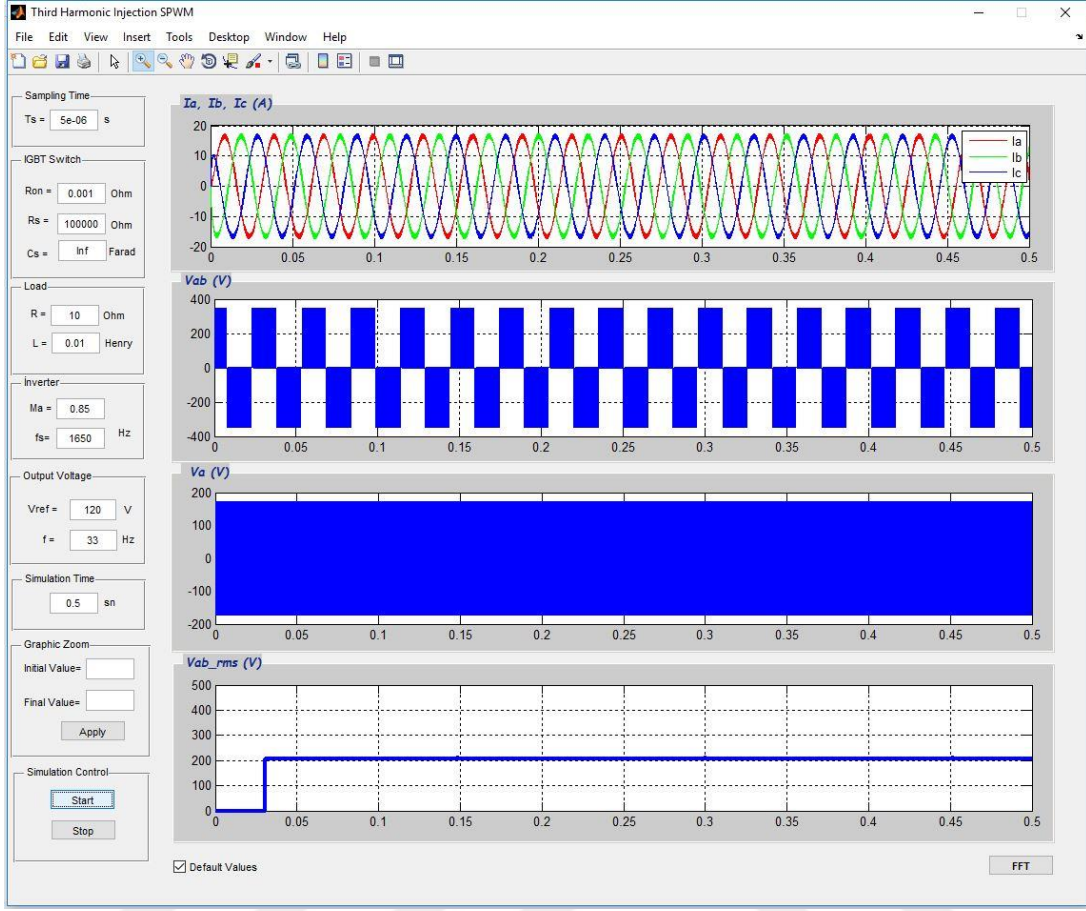 Third Harmonic Injection SPWM
File Edit View Insert Tools Desktop Window Help
Sampling Time
Ts = 5e-06 s
IGBT Switch
Ron = 0.001 Ohm
Rs = 100000 Ohm
Cs = Inf Farad
Load
R = 10 Ohm
L = 0.01 Henry
İnverter
Ma = 0.85
fs= 1650 Hz
Output Voltage
Vref = 120 V
f = 33 Hz
Simulation Time
0.5 sn
Graphic Zoom
Initial Value=
Final Value=
Apply
Simulation Control
Start
Stop
Ia, Ib, Ic (A)
20
10
0
-10
-20
0 0.05 0.1 0.15 0.2 0.25 0.3 0.35 0.4 0.45 0.5
Ia
Ib
Ic
Vab (V)
400
200
0
-200
-400
0 0.05 0.1 0.15 0.2 0.25 0.3 0.35 0.4 0.45 0.5
Va (V)
200
100
0
-100
-200
0 0.05 0.1 0.15 0.2 0.25 0.3 0.35 0.4 0.45 0.5
Vab_rms (V)
500
400
300
200
100
0
0 0.05 0.1 0.15 0.2 0.25 0.3 0.35 0.4 0.45 0.5
Default Values
FFT